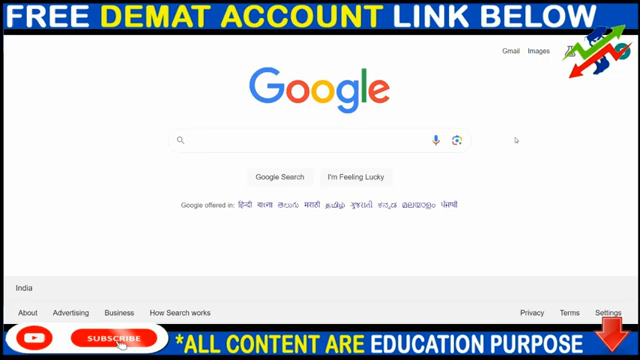 FREE DEMAT ACCOUNT LINK BELOW
Gmail Images
Google
Google Search I'm Feeling Lucky
Google offered in: हिन्दी বাংলা తెలుగు मराठी தமிழ் ગુજરાતી ಕನ್ನಡ മലയാളം ਪੰਜਾਬੀ
India
About Advertising Business How Search works Privacy Terms Settings
SUBSCRIBE *ALL CONTENT ARE EDUCATION PURPOSE